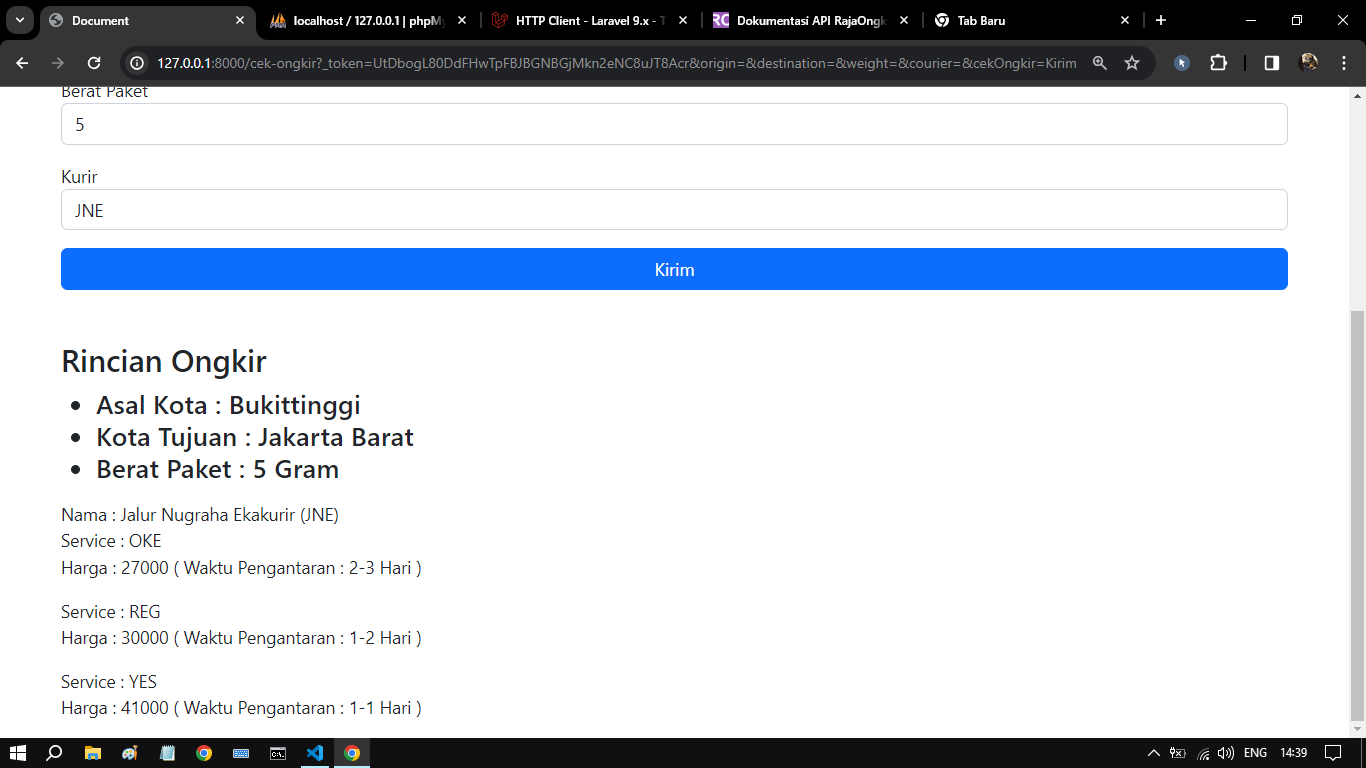 Document
localhost / 127.0.0.1 | phpMy
HTTP Client - Laravel 9.x - T
RC Dokumentasi API RajaOngk
Tab Baru
127.0.0.1:8000/cek-ongkir?_token=UtDbogL80DdFHwTpFBJBGNBGjMkn2eNC8uJT8Acr&origin=&destination=&weight=&courier=&cekOngkir=Kirim
Berat Paket
5
Kurir
JNE
Kirim
Rincian Ongkir
• Asal Kota : Bukittinggi
• Kota Tujuan : Jakarta Barat
• Berat Paket : 5 Gram
Nama : Jalur Nugraha Ekakurir (JNE)
Service : OKE
Harga : 27000 ( Waktu Pengantaran : 2-3 Hari )
Service : REG
Harga : 30000 ( Waktu Pengantaran : 1-2 Hari )
Service : YES
Harga : 41000 ( Waktu Pengantaran : 1-1 Hari )
ENG 14:39